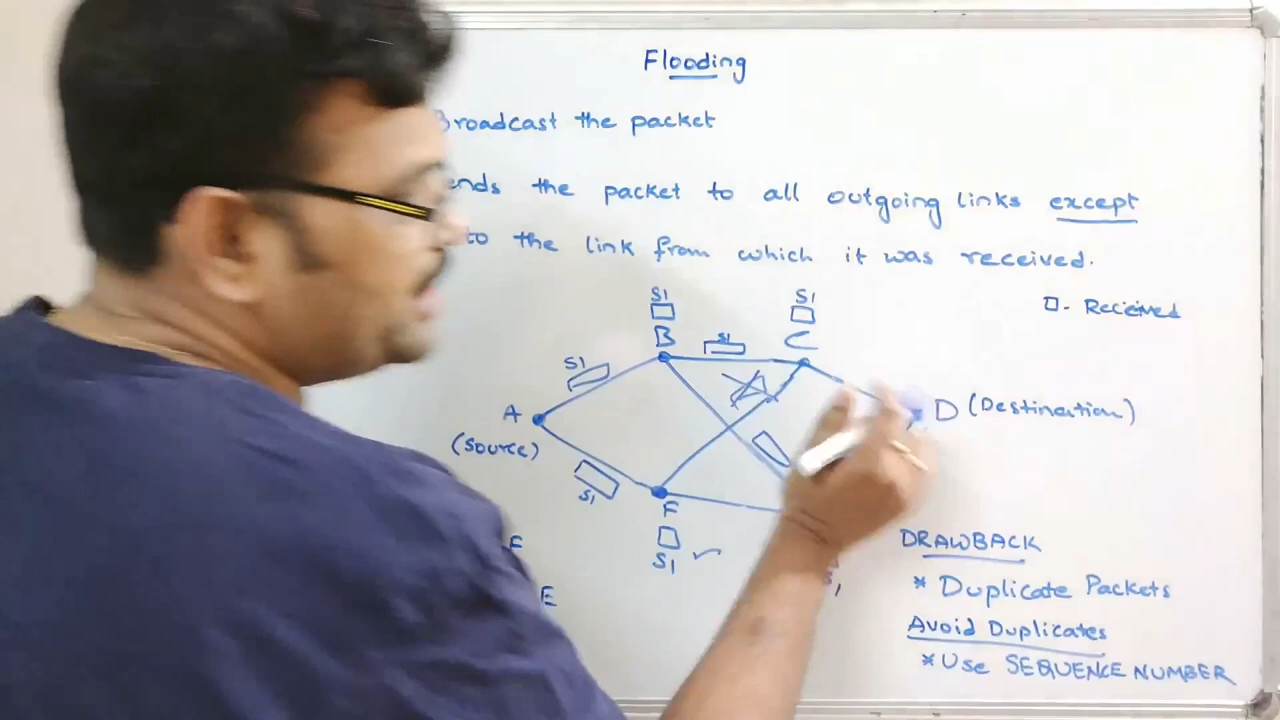 Flooding
Broadcast the packet
ends the packet to all outgoing links except
to the link from which it was received.
□ - Received
S1
S1
B
C
S1
S1
A
(Source)
D (Destination)
S1
F
S1
F
E
DRAWBACK
* Duplicate Packets
Avoid Duplicates
* Use SEQUENCE NUMBER